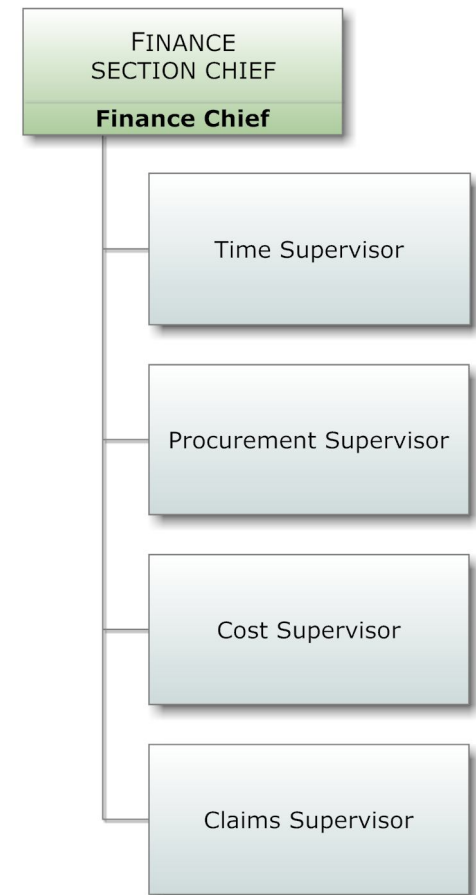 FINANCE
SECTION CHIEF
Finance Chief
Time Supervisor
Procurement Supervisor
Cost Supervisor
Claims Supervisor